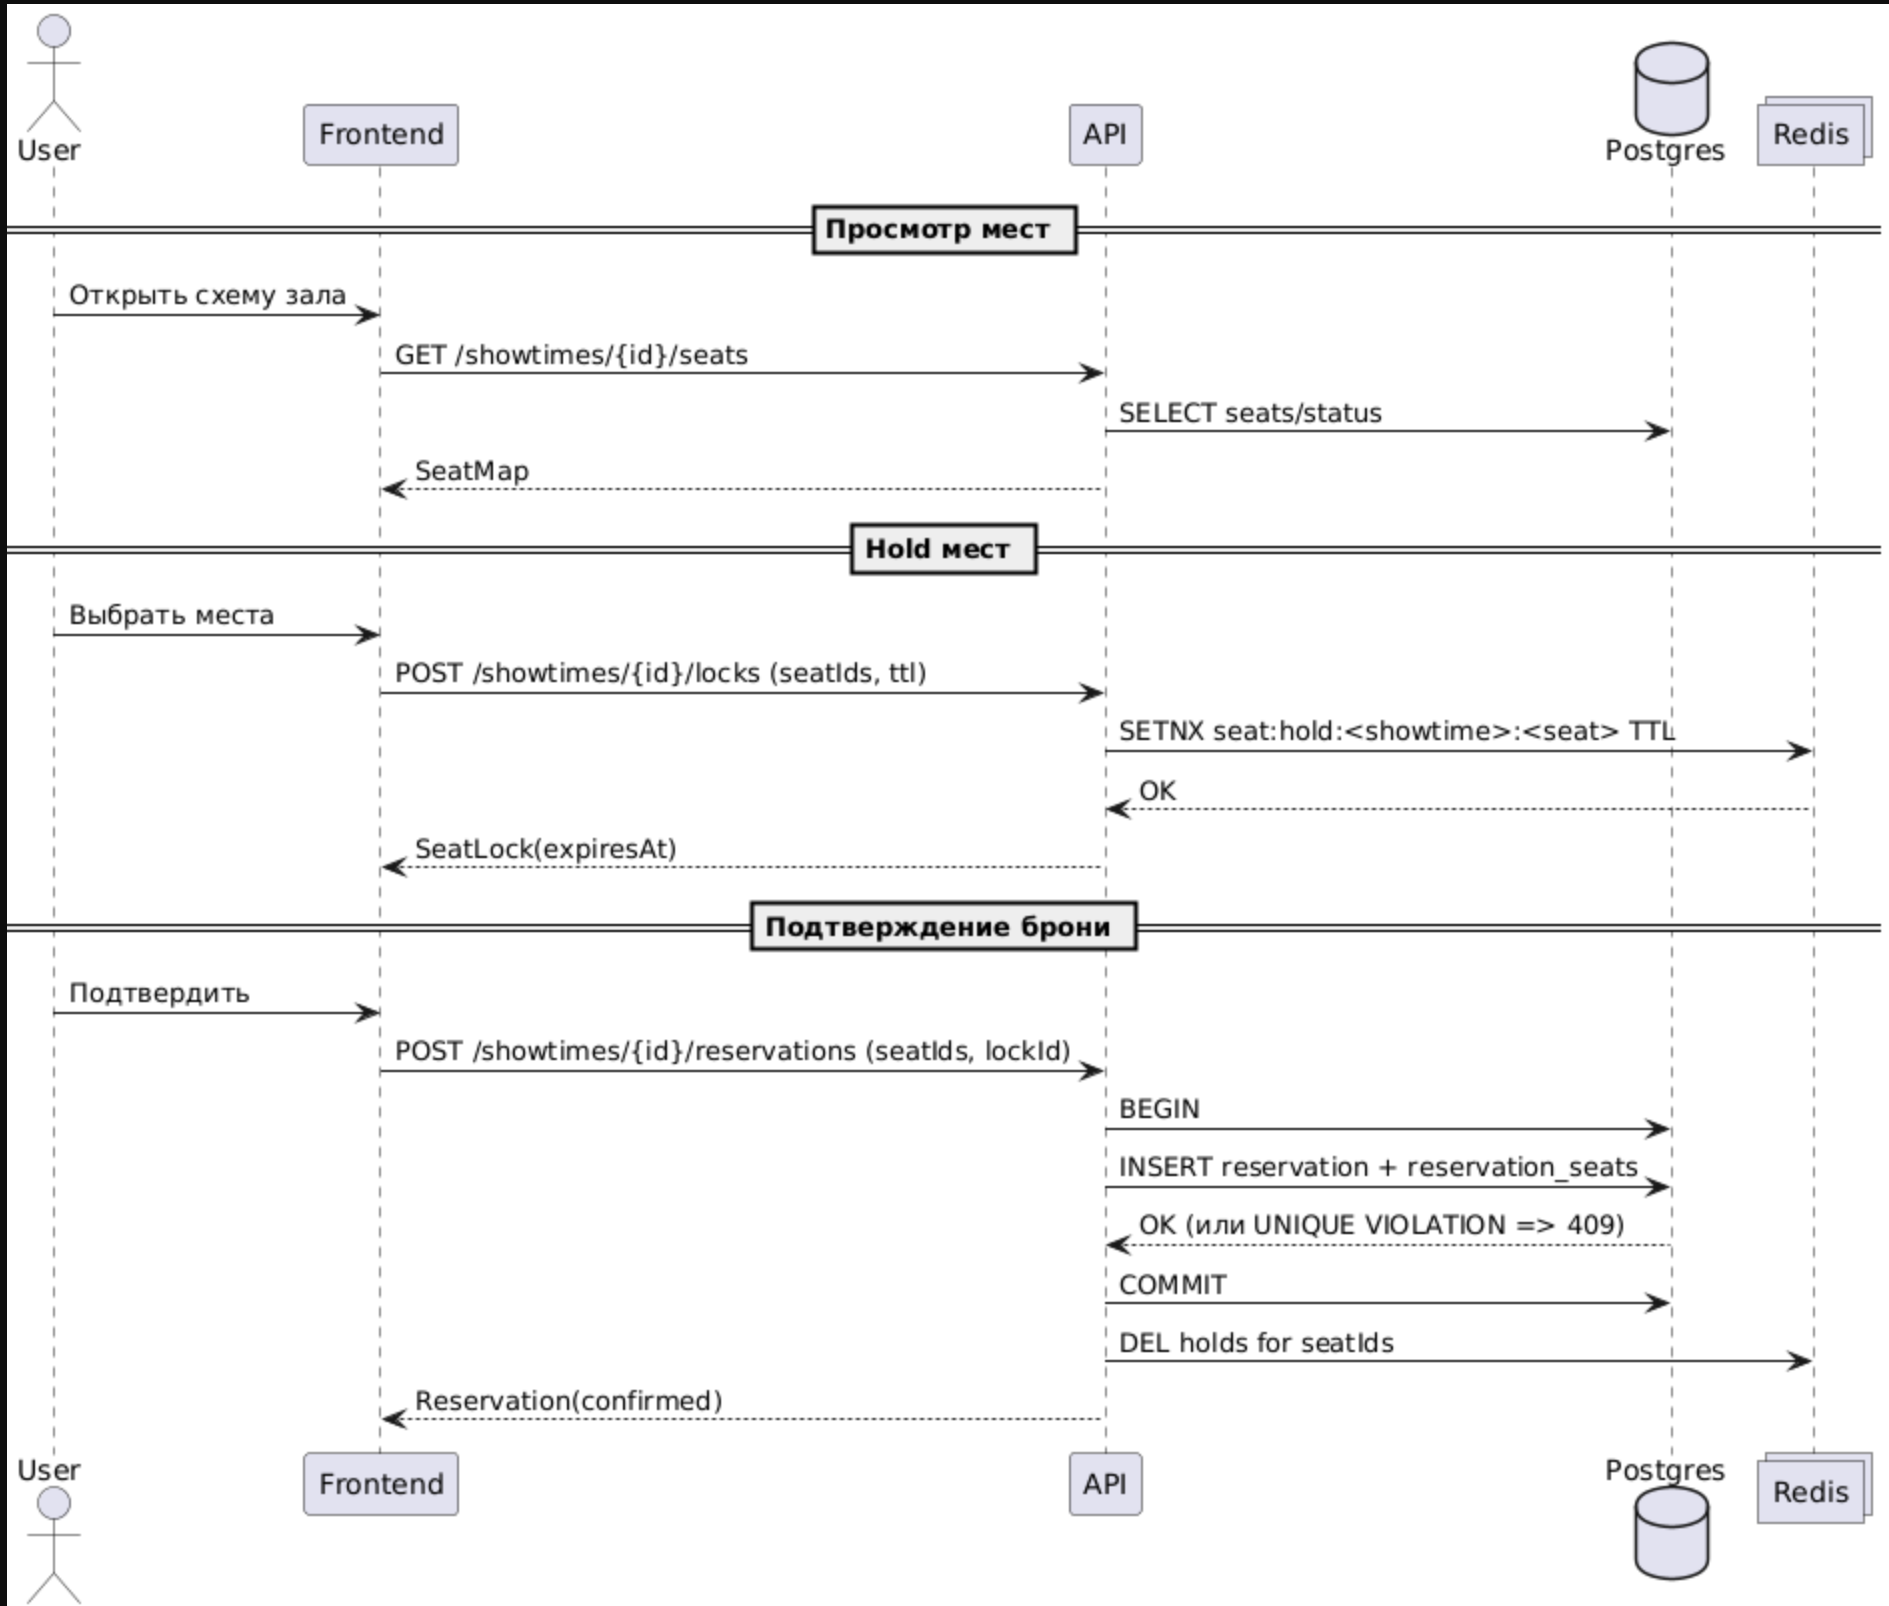 User
Frontend
API
Postgres
Redis
Просмотр мест
Открыть схему зала
GET /showtimes/{id}/seats
SELECT seats/status
SeatMap
Hold мест
Выбрать места
POST /showtimes/{id}/locks (seatIds, ttl)
SETNX seat:hold:<showtime>:<seat> TTL
OK
SeatLock(expiresAt)
Подтверждение брони
Подтвердить
POST /showtimes/{id}/reservations (seatIds, lockId)
BEGIN
INSERT reservation + reservation_seats
OK (или UNIQUE VIOLATION => 409)
COMMIT
DEL holds for seatIds
Reservation(confirmed)
User
Frontend
API
Postgres
Redis